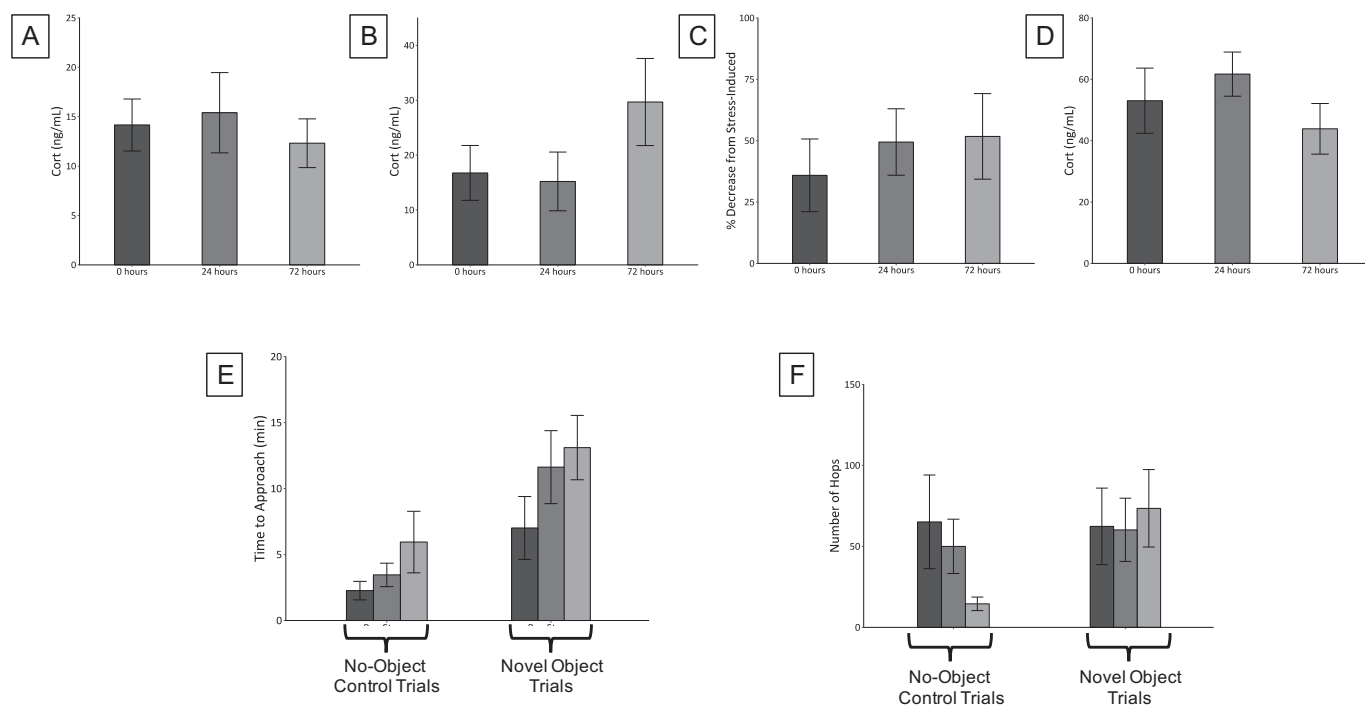 A
Cort (ng/mL)
25
20
15
10
5
0
0 hours 24 hours 72 hours
B
Cort (ng/mL)
40
30
20
10
0
0 hours 24 hours 72 hours
C
% Decrease from Stress-Induced
100
75
50
25
0
0 hours 24 hours 72 hours
D
Cort (ng/mL)
80
60
40
20
0
0 hours 24 hours 72 hours
E
Time to Approach (min)
20
15
10
5
0
No-Object
Control Trials
Novel Object
Trials
F
Number of Hops
150
100
50
0
No-Object
Control Trials
Novel Object
Trials